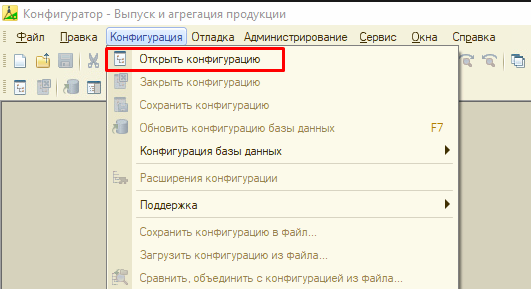 Конфигуратор - Выпуск и агрегация продукции
Файл Правка Конфигурация Отладка Администрирование Сервис Окна Справка
Открыть конфигурацию
Закрыть конфигурацию
Сохранить конфигурацию
Обновить конфигурацию базы данных F7
Конфигурация базы данных
Расширения конфигурации
Поддержка
Сохранить конфигурацию в файл...
Загрузить конфигурацию из файла...
Сравнить, объединить с конфигурацией из файла...